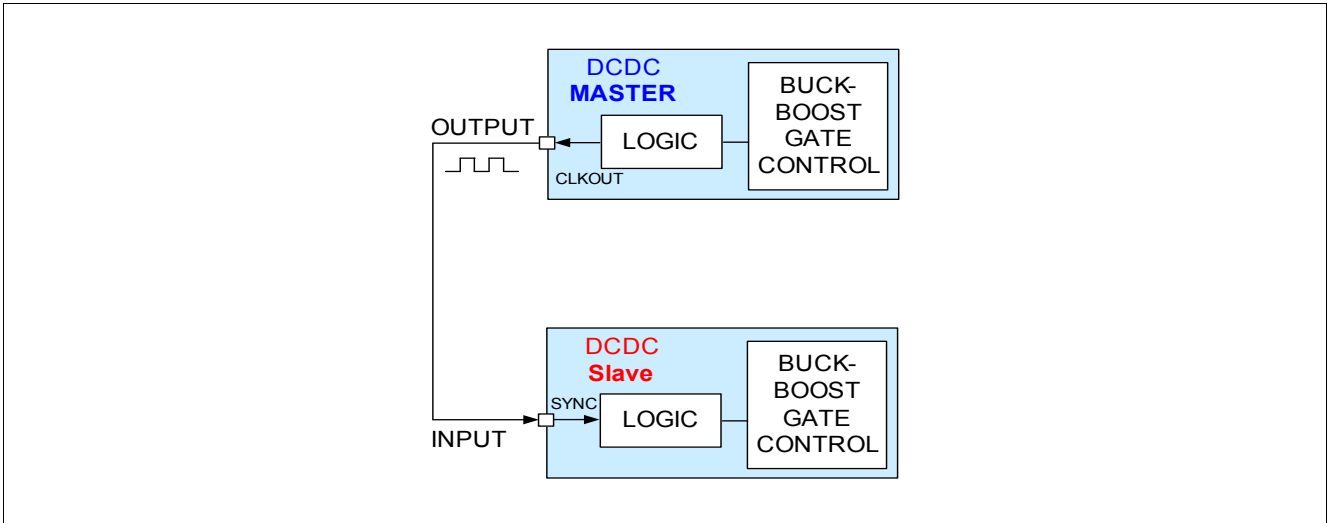 DCDC
MASTER
BUCK-
BOOST
GATE
CONTROL
OUTPUT
LOGIC
CLKOUT
DCDC
Slave
BUCK-
BOOST
GATE
CONTROL
SYNC
LOGIC
INPUT